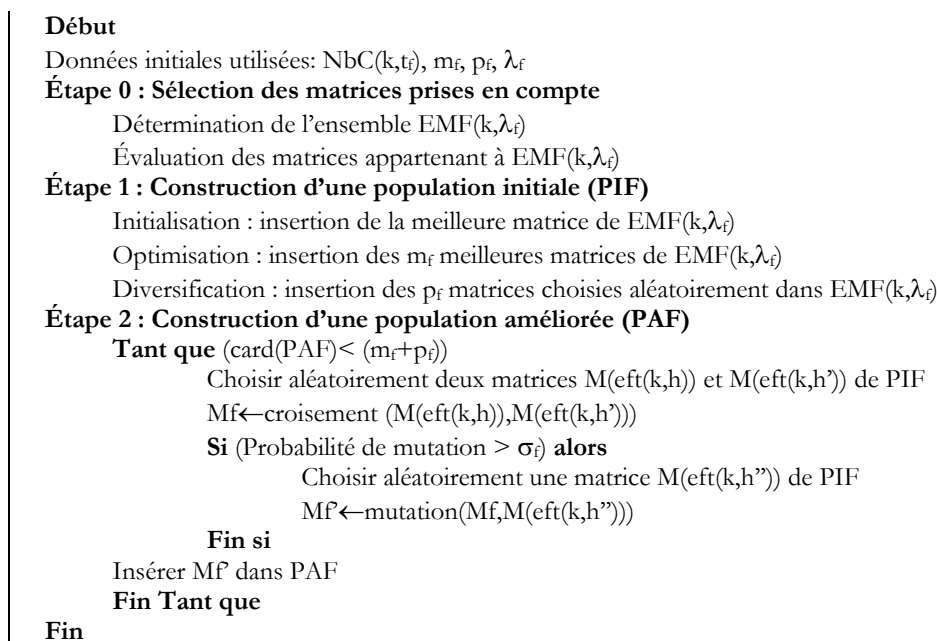 Début
Données initiales utilisées: NbC(k,tf), mf, pf, λf
Étape 0 : Sélection des matrices prises en compte
Détermination de l'ensemble EMF(k,λf)
Évaluation des matrices appartenant à EMF(k,λf)
Étape 1 : Construction d'une population initiale (PIF)
Initialisation : insertion de la meilleure matrice de EMF(k,λf)
Optimisation : insertion des mf meilleures matrices de EMF(k,λf)
Diversification : insertion des pf matrices choisies aléatoirement dans EMF(k,λf)
Étape 2 : Construction d'une population améliorée (PAF)
Tant que (card(PAF)< (mf+pf))
Choisir aléatoirement deux matrices M(eft(k,h)) et M(eft(k,h')) de PIF
Mf←croisement (M(eft(k,h)),M(eft(k,h')))
Si (Probabilité de mutation > σf) alors
Choisir aléatoirement une matrice M(eft(k,h'')) de PIF
Mf'←mutation(Mf,M(eft(k,h'')))
Fin si
Insérer Mf' dans PAF
Fin Tant que
Fin